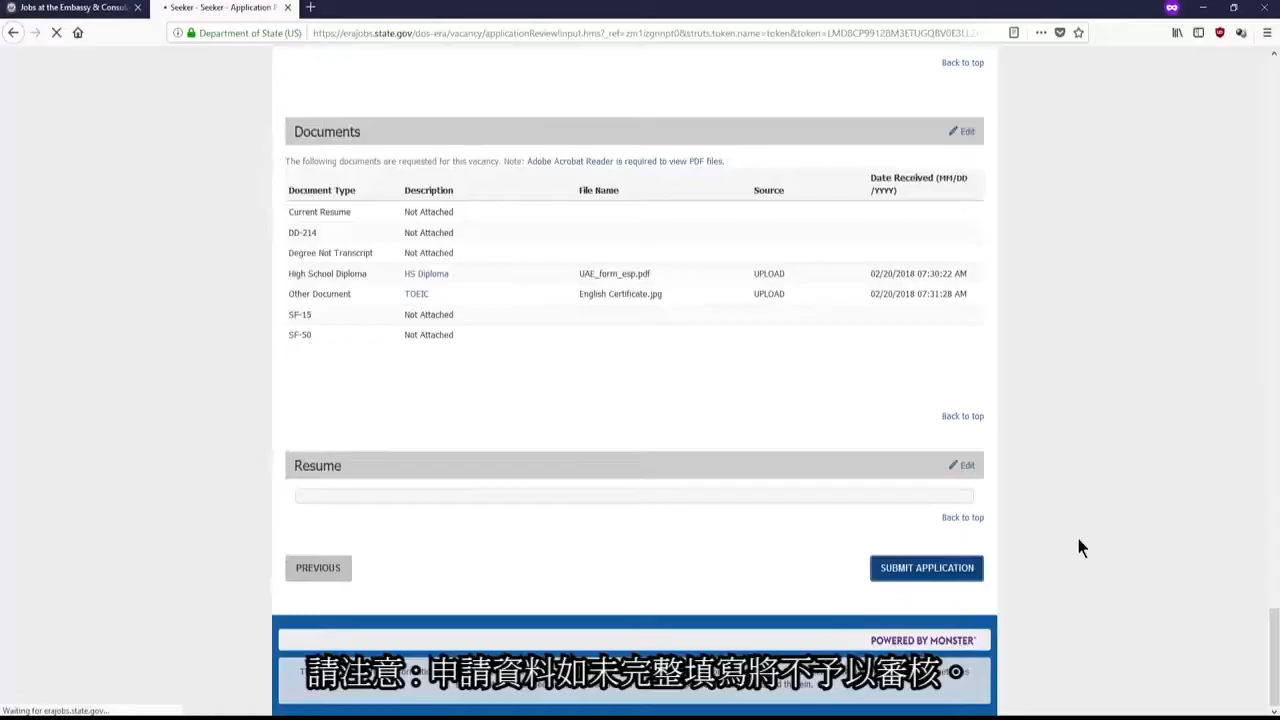 Jobs at the Embassy & Consul
Seeker - Seeker - Application R
Department of State (US)
https://erajobs.state.gov/dos-era/vacancy/applicationReviewInput.hms?_ref=zm1izgnnpt0&struts.token.name=token&token=
Back to top
Documents
Edit
The following documents are requested for this vacancy. Note: Adobe Acrobat Reader is required to view PDF files.
Document Type Description File Name Source Date Received (MM/DD/YYYY)
Current Resume Not Attached
DD-214 Not Attached
Degree Not Transcript Not Attached
High School Diploma HS Diploma UAE_form_esp.pdf UPLOAD 02/20/2018 07:30:22 AM
Other Document TOEIC English Certificate.jpg UPLOAD 02/20/2018 07:31:28 AM
SF-15 Not Attached
SF-50 Not Attached
Back to top
Resume
Edit
Back to top
PREVIOUS
SUBMIT APPLICATION
POWERED BY MONSTER
請注意：申請資料如未完整填寫將不予以審核。
Waiting for erajobs.state.gov...